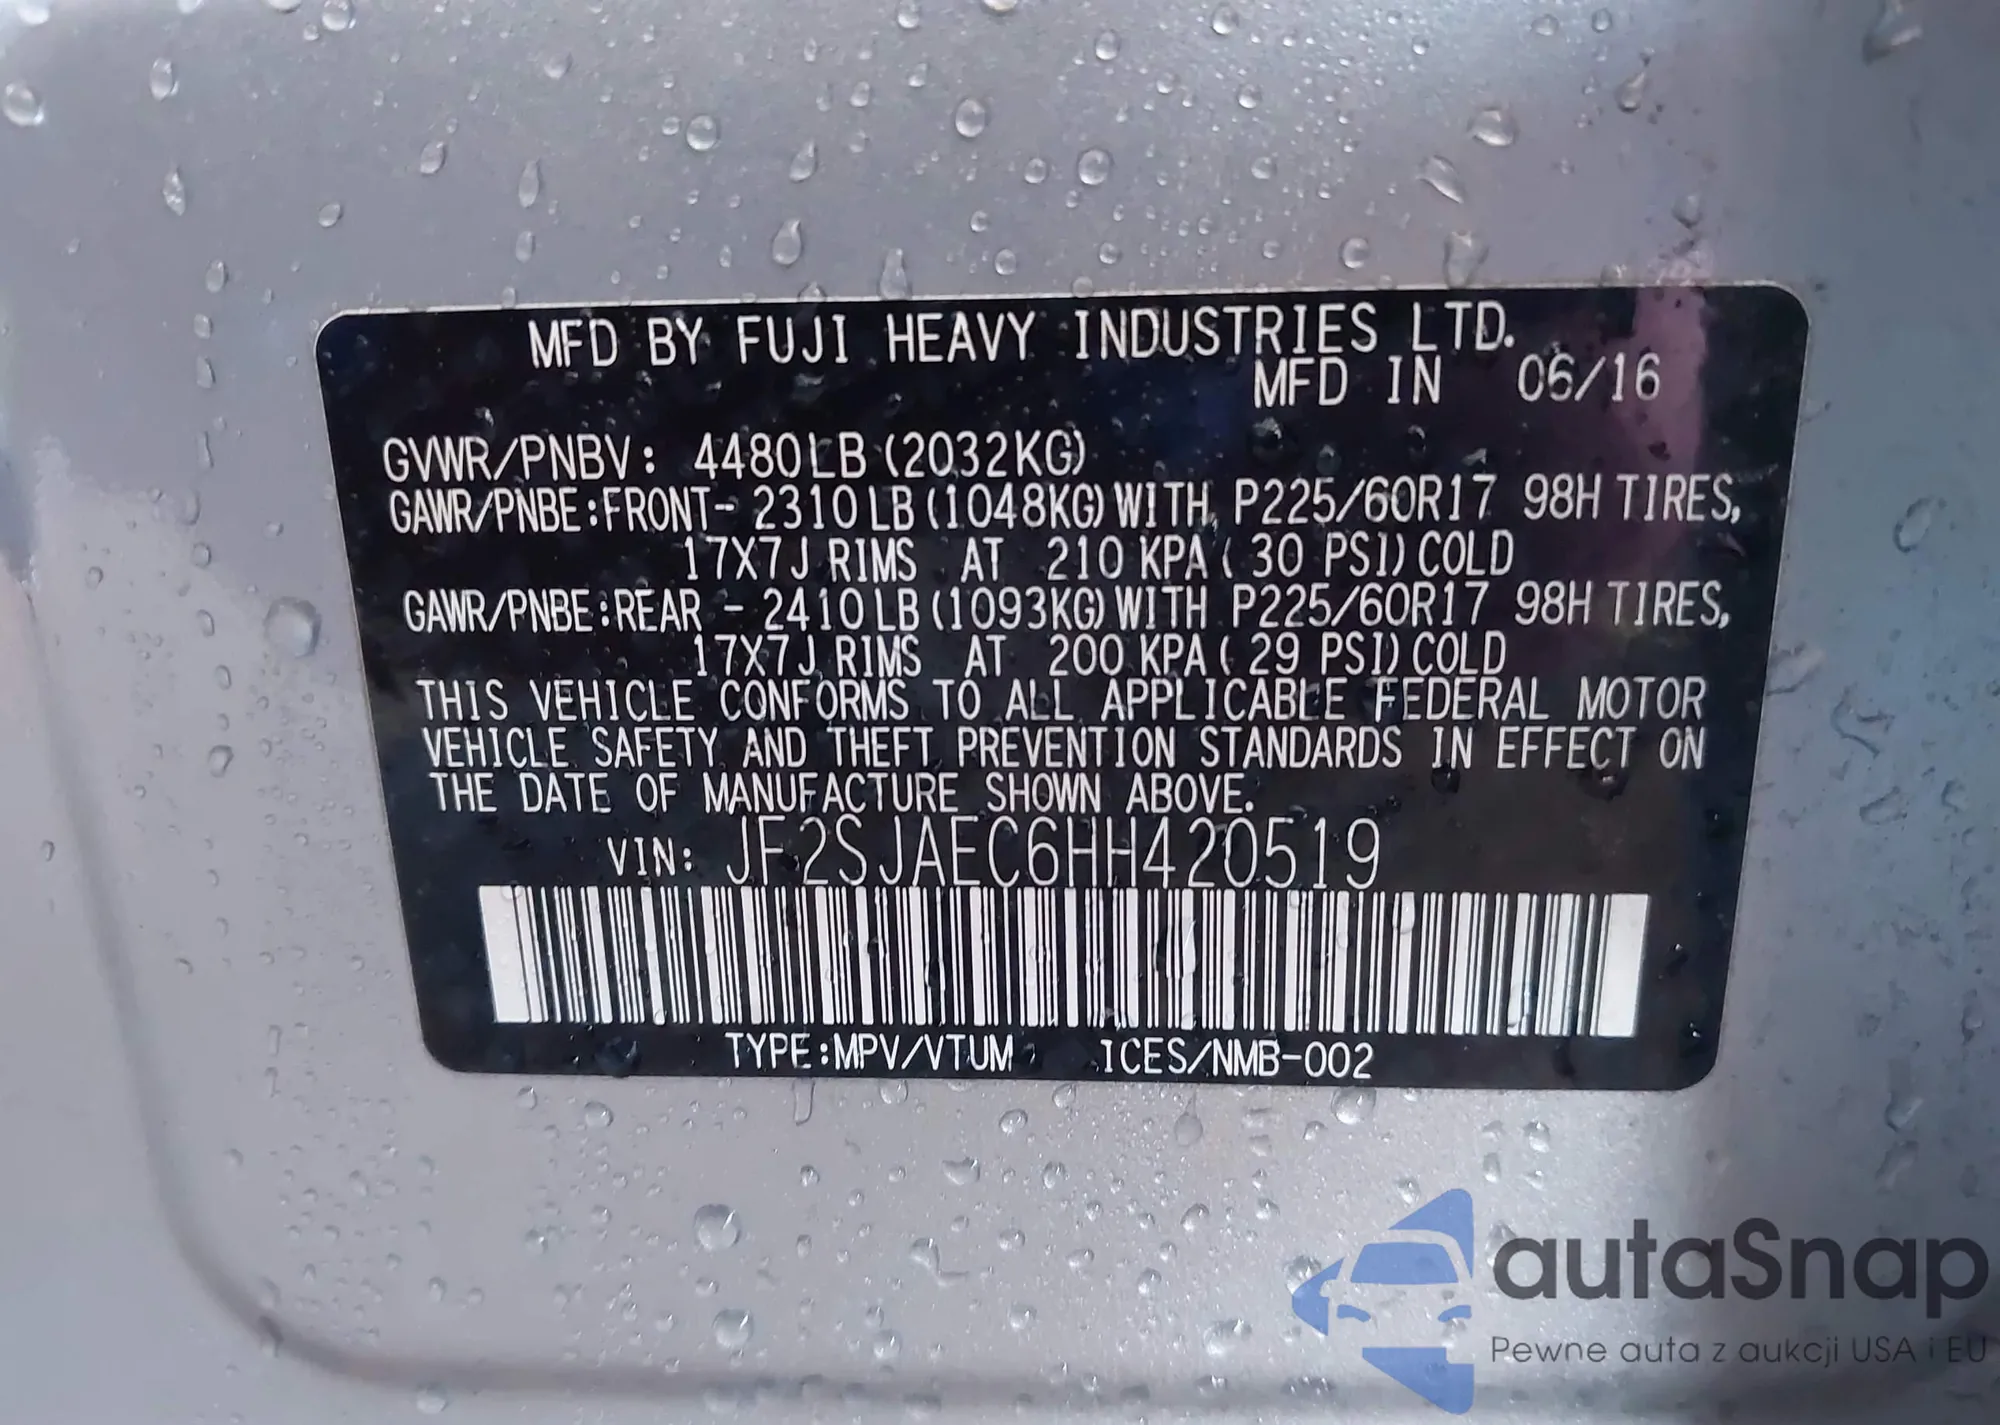 MFD BY FUJI HEAVY INDUSTRIES LTD.
MFD IN 06/16
GVWR/PNBV: 4480LB (2032KG)
GAWR/PNBE:FRONT- 2310LB (1048KG) WITH P225/60R17 98H TIRES,
17X7J RIMS AT 210 KPA ( 30 PSI) COLD
GAWR/PNBE:REAR - 2410LB (1093KG) WITH P225/60R17 98H TIRES,
17X7J RIMS AT 200 KPA ( 29 PSI) COLD
THIS VEHICLE CONFORMS TO ALL APPLICABLE FEDERAL MOTOR
VEHICLE SAFETY AND THEFT PREVENTION STANDARDS IN EFFECT ON
THE DATE OF MANUFACTURE SHOWN ABOVE.
VIN: JF2SJAEC6HH420519
TYPE:MPV/VTUM ICES/NMB-002
autaSnap
Pewne auta z aukcji USA i EU